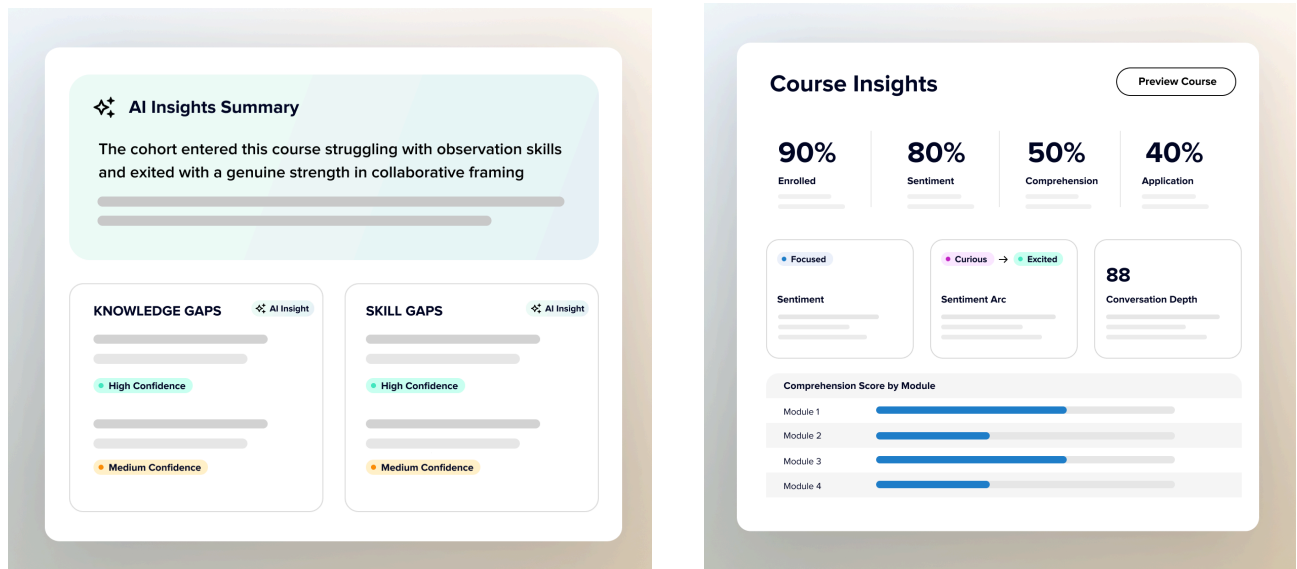 AI Insights Summary
The cohort entered this course struggling with observation skills
and exited with a genuine strength in collaborative framing
KNOWLEDGE GAPS
AI Insight
High Confidence
Medium Confidence
SKILL GAPS
AI Insight
High Confidence
Medium Confidence
Course Insights
Preview Course
90%
Enrolled
80%
Sentiment
50%
Comprehension
40%
Application
Focused
Sentiment
Curious → Excited
Sentiment Arc
88
Conversation Depth
Comprehension Score by Module
Module 1
Module 2
Module 3
Module 4